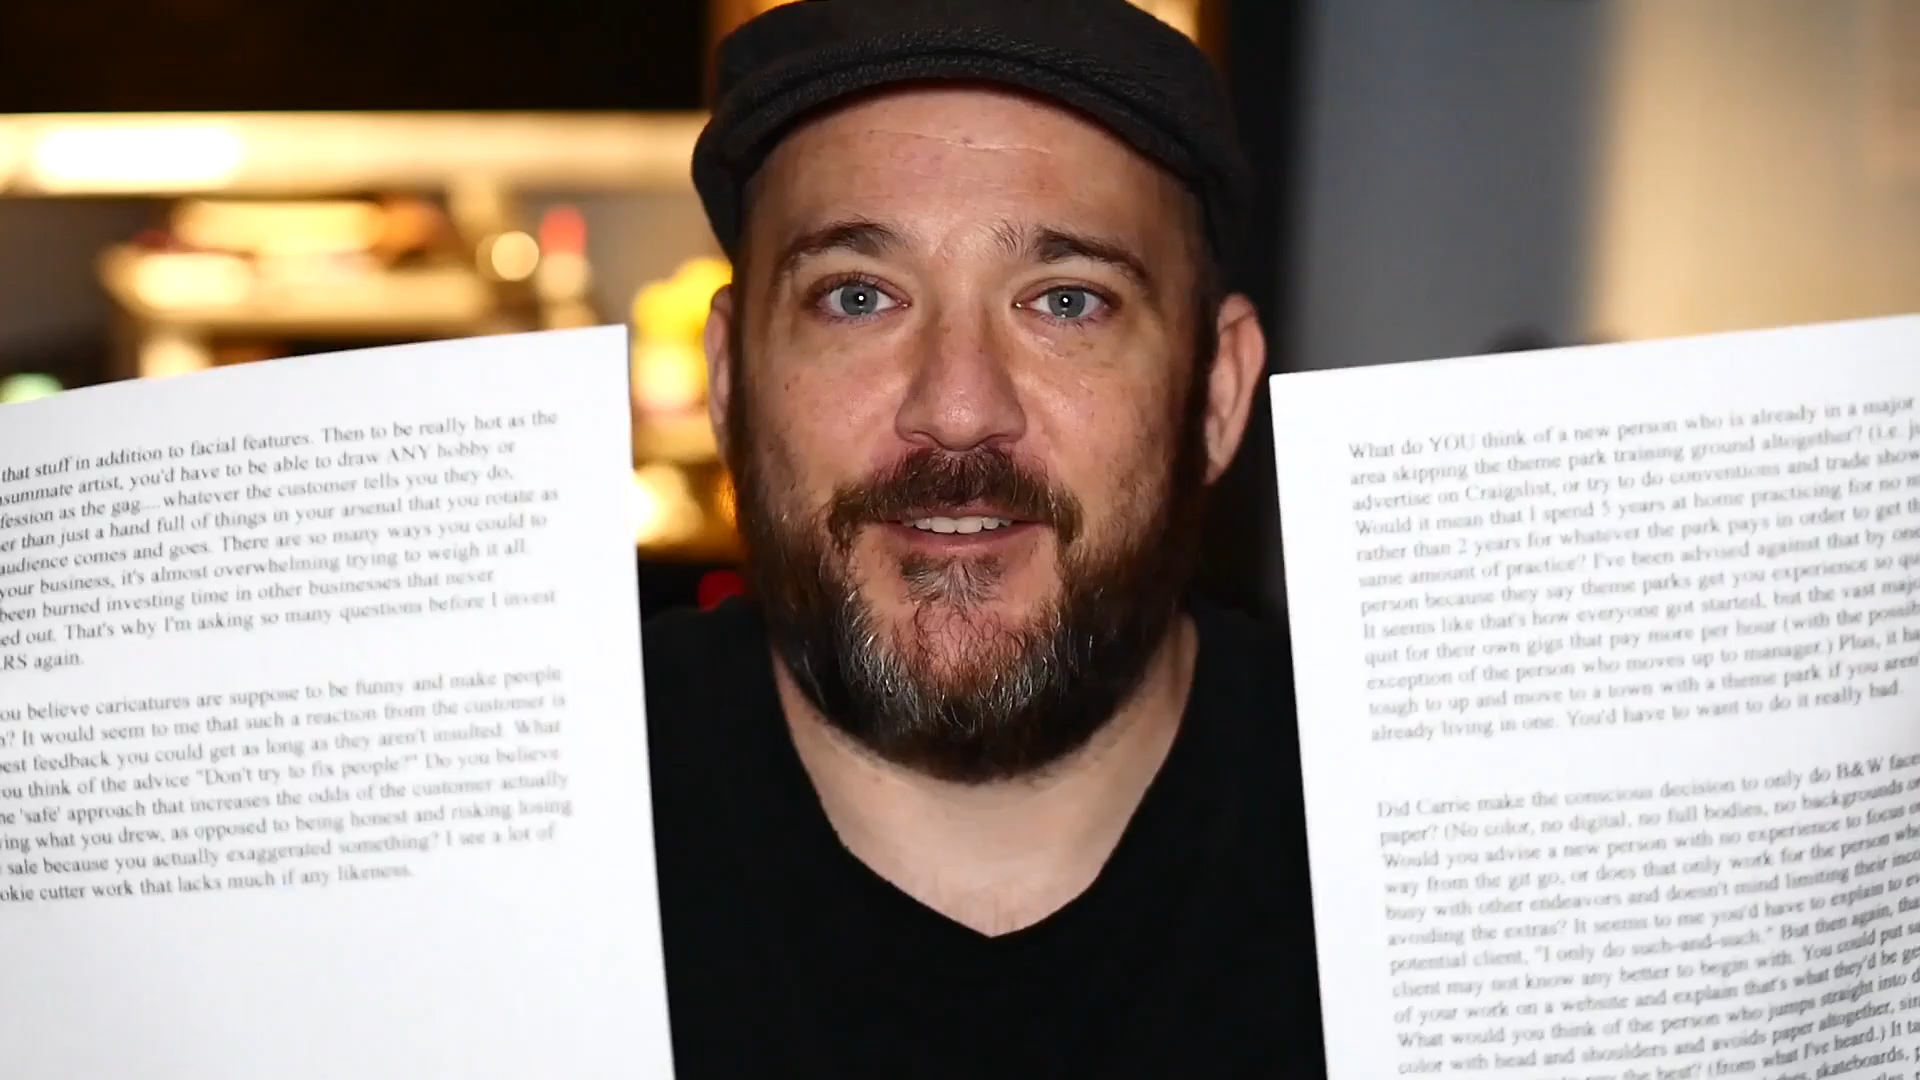 that stuff in addition to facial features. Then to be really hot as the
summate artist, you'd have to be able to draw ANY hobby or
fession as the gag....whatever the customer tells you they do,
er than just a hand full of things in your arsenal that you rotate as
audience comes and goes. There are so many ways you could to
your business, it's almost overwhelming trying to weigh it all.
been burned investing time in other businesses that never
ed out. That's why I'm asking so many questions before I invest
RS again.
ou believe caricatures are suppose to be funny and make people
? It would seem to me that such a reaction from the customer is
est feedback you could get as long as they aren't insulted. What
ou think of the advice "Don't try to fix people?" Do you believe
he 'safe' approach that increases the odds of the customer actually
ing what you drew, as opposed to being honest and risking losing
sale because you actually exaggerated something? I see a lot of
okie cutter work that lacks much if any likeness.
What do YOU think of a new person who is already in a major
area skipping the theme park training ground altogether? (i.e. ju
advertise on Craigslist, or try to do conventions and trade show
Would it mean that I spend 5 years at home practicing for no m
rather than 2 years for whatever the park pays in order to get th
same amount of practice? I've been advised against that by one
person because they say theme parks get you experience so qu
It seems like that's how everyone got started, but the vast majo
quit for their own gigs that pay more per hour (with the possib
exception of the person who moves up to manager.) Plus, it ha
tough to up and move to a town with a theme park if you aren'
already living in one. You'd have to want to do it really bad.
Did Carrie make the conscious decision to only do B&W face
paper? (No color, no digital, no full bodies, no backgrounds o
Would you advise a new person with no experience to focus o
way from the git go, or does that only work for the person who
busy with other endeavors and doesn't mind limiting their
avoiding the extras? It seems to me you'd have to explain to ev
potential client, "I only do such-and-such." But then again, tha
client may not know any better to begin with. You could put sa
of your work on a website and explain that's what they'd be ge
What would you think of the person who jumps straight into d
color with head and shoulders and avoids paper altogether, sin
the best? (from what I've heard.) It ta
skateboards, p